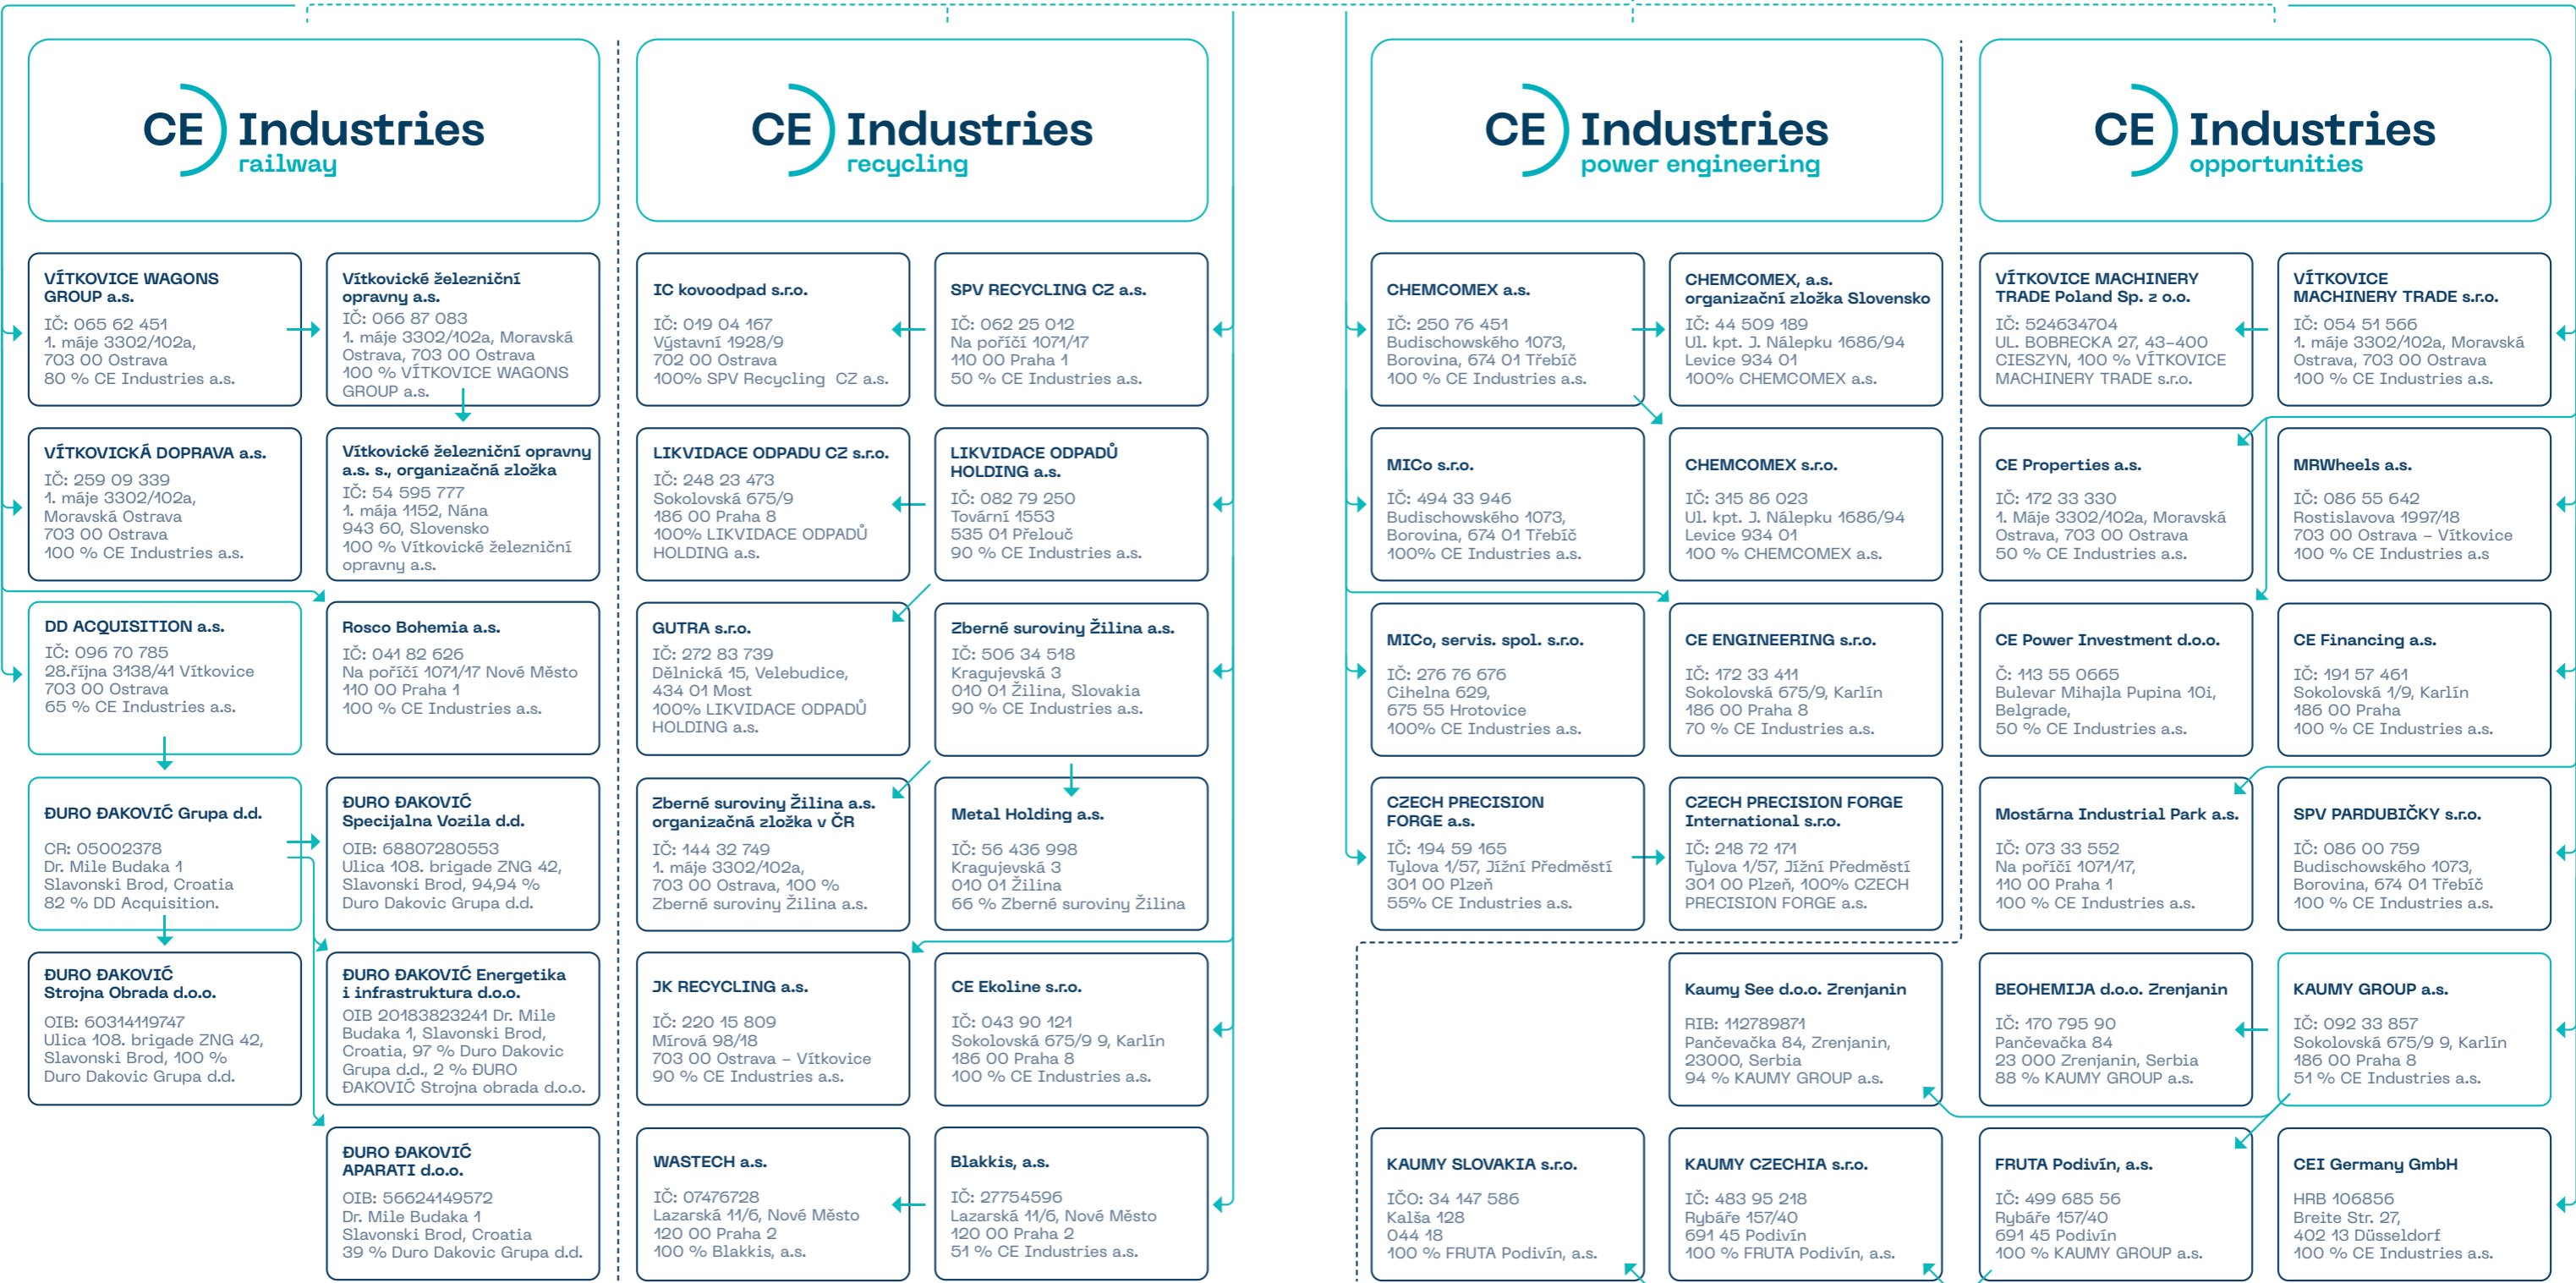 CE Industries
railway
CE Industries
recycling
CE Industries
power engineering
CE Industries
opportunities
VÍTKOVICE WAGONS
GROUP a.s.
IČ: 065 62 451
1. máje 3302/102a,
703 00 Ostrava
80 % CE Industries a.s.
Vítkovické železniční
opravny a.s.
IČ: 066 87 083
1. máje 3302/102a, Moravská
Ostrava, 703 00 Ostrava
100 % VÍTKOVICE WAGONS
GROUP a.s.
IC kovoodpad s.r.o.
IČ: 019 04 167
Výstavní 1928/9
702 00 Ostrava
100% SPV Recycling CZ a.s.
SPV RECYCLING CZ a.s.
IČ: 062 25 012
Na poříčí 1071/17
110 00 Praha 1
50 % CE Industries a.s.
CHEMCOMEX a.s.
IČ: 250 76 451
Budischowského 1073,
Borovina, 674 01 Třebíč
100 % CE Industries a.s.
CHEMCOMEX, a.s.
organizační zložka Slovensko
IČ: 44 509 189
Ul. kpt. J. Nálepku 1686/94
Levice 934 01
100% CHEMCOMEX a.s.
VÍTKOVICE MACHINERY
TRADE Poland Sp. z o.o.
IČ: 524634704
UL. BOBRECKA 27, 43-400
CIESZYN, 100 % VÍTKOVICE
MACHINERY TRADE s.r.o.
VÍTKOVICE
MACHINERY TRADE s.r.o.
IČ: 054 51 566
1. máje 3302/102a, Moravská
Ostrava, 703 00 Ostrava
100 % CE Industries a.s.
VÍTKOVICKÁ DOPRAVA a.s.
IČ: 259 09 339
1. máje 3302/102a,
Moravská Ostrava
703 00 Ostrava
100 % CE Industries a.s.
Vítkovické železniční opravny
a.s. s., organizačná zložka
IČ: 54 595 777
1. mája 1152, Nána
943 60, Slovensko
100 % Vítkovické železniční
opravny a.s.
LIKVIDACE ODPADU CZ s.r.o.
IČ: 248 23 473
Sokolovská 675/9
186 00 Praha 8
100% LIKVIDACE ODPADŮ
HOLDING a.s.
LIKVIDACE ODPADŮ
HOLDING a.s.
IČ: 082 79 250
Tovární 1553
535 01 Přelouč
90 % CE Industries a.s.
MICo s.r.o.
IČ: 494 33 946
Budischowského 1073,
Borovina, 674 01 Třebíč
100% CE Industries a.s.
CHEMCOMEX s.r.o.
IČ: 315 86 023
Ul. kpt. J. Nálepku 1686/94
Levice 934 01
100 % CHEMCOMEX a.s.
CE Properties a.s.
IČ: 172 33 330
1. Máje 3302/102a, Moravská
Ostrava, 703 00 Ostrava
50 % CE Industries a.s.
MRWheels a.s.
IČ: 086 55 642
Rostislavova 1997/18
703 00 Ostrava – Vítkovice
100 % CE Industries a.s
DD ACQUISITION a.s.
IČ: 096 70 785
28.října 3138/41 Vítkovice
703 00 Ostrava
65 % CE Industries a.s.
Rosco Bohemia a.s.
IČ: 041 82 626
Na poříčí 1071/17 Nové Město
110 00 Praha 1
100 % CE Industries a.s.
GUTRA s.r.o.
IČ: 272 83 739
Dělnická 15, Velebudice,
434 01 Most
100% LIKVIDACE ODPADŮ
HOLDING a.s.
Zberné suroviny Žilina a.s.
IČ: 506 34 518
Kragujevská 3
010 01 Žilina, Slovakia
90 % CE Industries a.s.
MICo, servis. spol. s.r.o.
IČ: 276 76 676
Cihelna 629,
675 55 Hrotovice
100% CE Industries a.s.
CE ENGINEERING s.r.o.
IČ: 172 33 411
Sokolovská 675/9, Karlín
186 00 Praha 8
70 % CE Industries a.s.
CE Power Investment d.o.o.
Č: 113 55 0665
Bulevar Mihajla Pupina 10i,
Belgrade,
50 % CE Industries a.s.
CE Financing a.s.
IČ: 191 57 461
Sokolovská 1/9, Karlín
186 00 Praha
100 % CE Industries a.s.
ĐURO ĐAKOVIĆ Grupa d.d.
CR: 05002378
Dr. Mile Budaka 1
Slavonski Brod, Croatia
82 % DD Acquisition.
ĐURO ĐAKOVIĆ
Specijalna Vozila d.d.
OIB: 68807280553
Ulica 108. brigade ZNG 42,
Slavonski Brod, 94,94 %
Duro Dakovic Grupa d.d.
Zberné suroviny Žilina a.s.
organizačná zložka v ČR
IČ: 144 32 749
1. máje 3302/102a,
703 00 Ostrava, 100 %
Zberné suroviny Žilina a.s.
Metal Holding a.s.
IČ: 56 436 998
Kragujevská 3
010 01 Žilina
66 % Zberné suroviny Žilina
CZECH PRECISION
FORGE a.s.
IČ: 194 59 165
Tylova 1/57, Jížní Předměstí
301 00 Plzeň
55% CE Industries a.s.
CZECH PRECISION FORGE
International s.r.o.
IČ: 218 72 171
Tylova 1/57, Jížní Předměstí
301 00 Plzeň, 100% CZECH
PRECISION FORGE a.s.
Mostárna Industrial Park a.s.
IČ: 073 33 552
Na poříčí 1071/17,
110 00 Praha 1
100 % CE Industries a.s.
SPV PARDUBIČKY s.r.o.
IČ: 086 00 759
Budischowského 1073,
Borovina, 674 01 Třebíč
100 % CE Industries a.s.
ĐURO ĐAKOVIĆ
Strojna Obrada d.o.o.
OIB: 60314119747
Ulica 108. brigade ZNG 42,
Slavonski Brod, 100 %
Duro Dakovic Grupa d.d.
ĐURO ĐAKOVIĆ Energetika
i infrastruktura d.o.o.
OIB 20183823241 Dr. Mile
Budaka 1, Slavonski Brod,
Croatia, 97 % Duro Dakovic
Grupa d.d., 2 % ĐURO
ĐAKOVIĆ Strojna obrada d.o.o.
JK RECYCLING a.s.
IČ: 220 15 809
Mírová 98/18
703 00 Ostrava – Vítkovice
90 % CE Industries a.s.
CE Ekoline s.r.o.
IČ: 043 90 121
Sokolovská 675/9 9, Karlín
186 00 Praha 8
100 % CE Industries a.s.
Kaumy See d.o.o. Zrenjanin
RIB: 112789871
Pančevačka 84, Zrenjanin,
23000, Serbia
94 % KAUMY GROUP a.s.
BEOHEMIJA d.o.o. Zrenjanin
IČ: 170 795 90
Pančevačka 84
23 000 Zrenjanin, Serbia
88 % KAUMY GROUP a.s.
KAUMY GROUP a.s.
IČ: 092 33 857
Sokolovská 675/9 9, Karlín
186 00 Praha 8
51 % CE Industries a.s.
ĐURO ĐAKOVIĆ
APARATI d.o.o.
OIB: 56624149572
Dr. Mile Budaka 1
Slavonski Brod, Croatia
39 % Duro Dakovic Grupa d.d.
WASTECH a.s.
IČ: 07476728
Lazarská 11/6, Nové Město
120 00 Praha 2
100 % Blakkis, a.s.
Blakkis, a.s.
IČ: 27754596
Lazarská 11/6, Nové Město
120 00 Praha 2
51 % CE Industries a.s.
KAUMY SLOVAKIA s.r.o.
IČO: 34 147 586
Kalša 128
044 18
100 % FRUTA Podivín, a.s.
KAUMY CZECHIA s.r.o.
IČ: 483 95 218
Rybáře 157/40
691 45 Podivín
100 % FRUTA Podivín, a.s.
FRUTA Podivín, a.s.
IČ: 499 685 56
Rybáře 157/40
691 45 Podivín
100 % KAUMY GROUP a.s.
CEI Germany GmbH
HRB 106856
Breite Str. 27,
402 13 Düsseldorf
100 % CE Industries a.s.